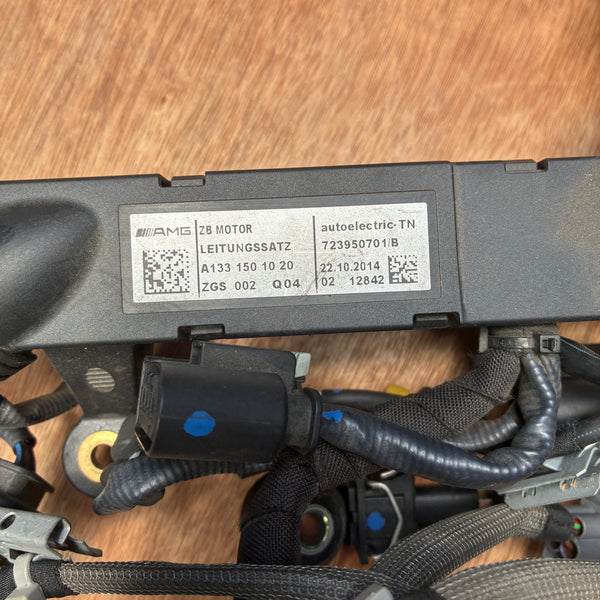 AMG
ZB MOTOR
LEITUNGSSATZ
A133 150 10 20
ZGS 002 Q04
autoelectric-TN
723950701/B
22.10.2014
02 12842